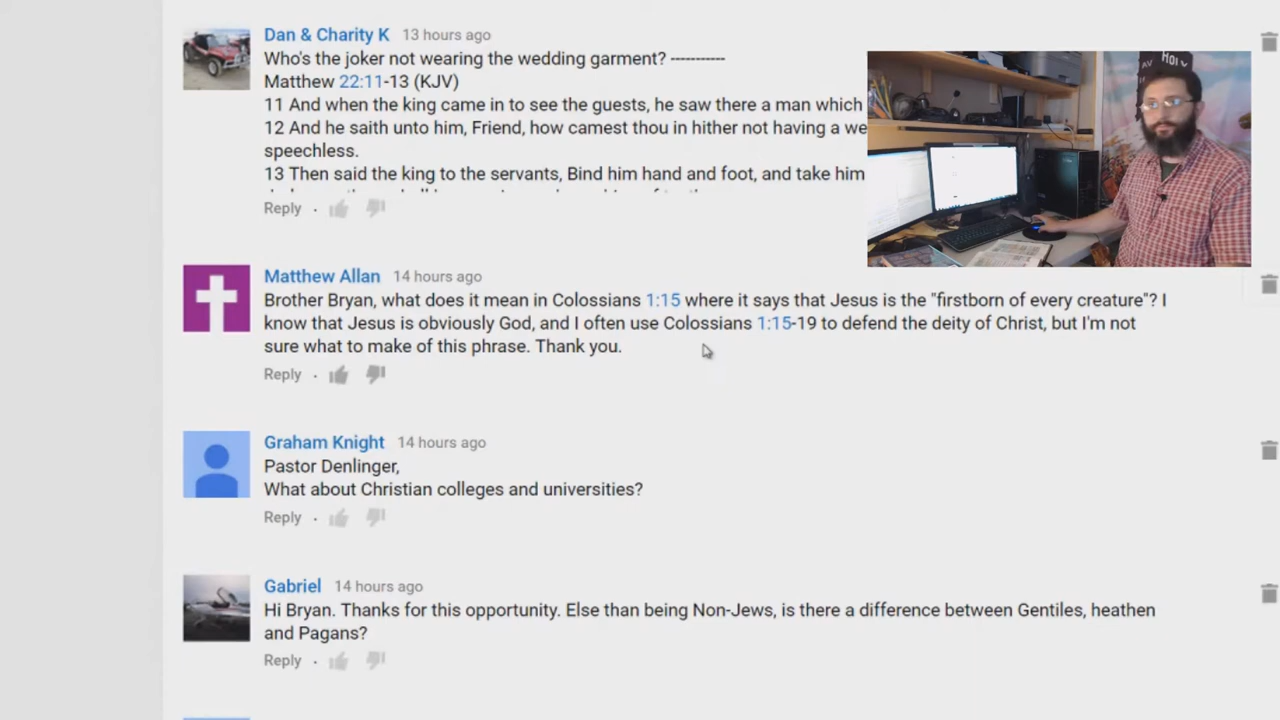 Dan & Charity K 13 hours ago
Who's the joker not wearing the wedding garment? -----------
Matthew 22:11-13 (KJV)
11 And when the king came in to see the guests, he saw there a man which
12 And he saith unto him, Friend, how camest thou in hither not having a we
speechless.
13 Then said the king to the servants, Bind him hand and foot, and take him
Reply
HOLY
Matthew Allan 14 hours ago
Brother Bryan, what does it mean in Colossians 1:15 where it says that Jesus is the "firstborn of every creature"? I
know that Jesus is obviously God, and I often use Colossians 1:15-19 to defend the deity of Christ, but I'm not
sure what to make of this phrase. Thank you.
Reply
Graham Knight 14 hours ago
Pastor Denlinger,
What about Christian colleges and universities?
Reply
Gabriel 14 hours ago
Hi Bryan. Thanks for this opportunity. Else than being Non-Jews, is there a difference between Gentiles, heathen
and Pagans?
Reply